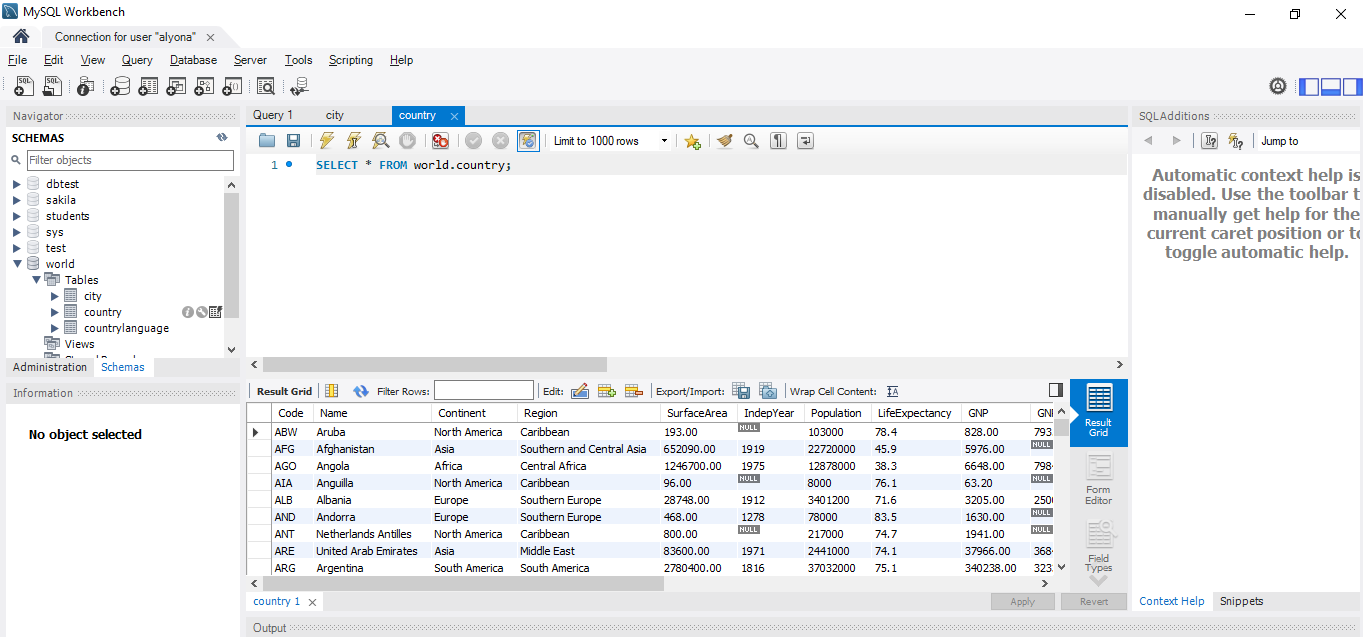 MySQL Workbench
Connection for user "alyona"
File Edit View Query Database Server Tools Scripting Help
Navigator
SCHEMAS
Filter objects
dbtest
sakila
students
sys
test
world
Tables
city
country
countrylanguage
Views
Administration Schemas
Information
No object selected
Query 1 city country
Limit to 1000 rows
1 SELECT * FROM world.country;
Result Grid Filter Rows: Edit: Export/Import: Wrap Cell Content:
Code Name Continent Region SurfaceArea IndepYear Population LifeExpectancy GNP
ABW Aruba North America Caribbean 193.00 NULL 103000 78.4 828.00 793
AFG Afghanistan Asia Southern and Central Asia 652090.00 1919 22720000 45.9 5976.00 NULL
AGO Angola Africa Central Africa 1246700.00 1975 12878000 38.3 6648.00 798
AIA Anguilla North America Caribbean 96.00 NULL 8000 76.1 63.20 NULL
ALB Albania Europe Southern Europe 28748.00 1912 3401200 71.6 3205.00 250
AND Andorra Europe Southern Europe 468.00 1278 78000 83.5 1630.00 NULL
ANT Netherlands Antilles North America Caribbean 800.00 NULL 217000 74.7 1941.00 NULL
ARE United Arab Emirates Asia Middle East 83600.00 1971 2441000 74.1 37966.00 368
ARG Argentina South America South America 2780400.00 1816 37032000 75.1 340238.00 323
Result
Grid
Form
Editor
Field
Types
country 1 Apply Revert
Output
SQLAdditions
Jump to
Automatic context help is
disabled. Use the toolbar t
manually get help for the
current caret position or to
toggle automatic help.
Context Help Snippets